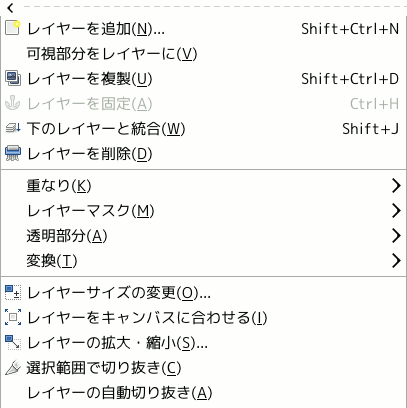 レイヤーを追加(N)... Shift+Ctrl+N
可視部分をレイヤーに(V)
レイヤーを複製(U) Shift+Ctrl+D
レイヤーを固定(A) Ctrl+H
下のレイヤーと統合(W) Shift+J
レイヤーを削除(D)
重なり(K)
レイヤーマスク(M)
透明部分(A)
変換(T)
レイヤーサイズの変更(O)...
レイヤーをキャンバスに合わせる(I)
レイヤーの拡大・縮小(S)...
選択範囲で切り抜き(C)
レイヤーの自動切り抜き(A)